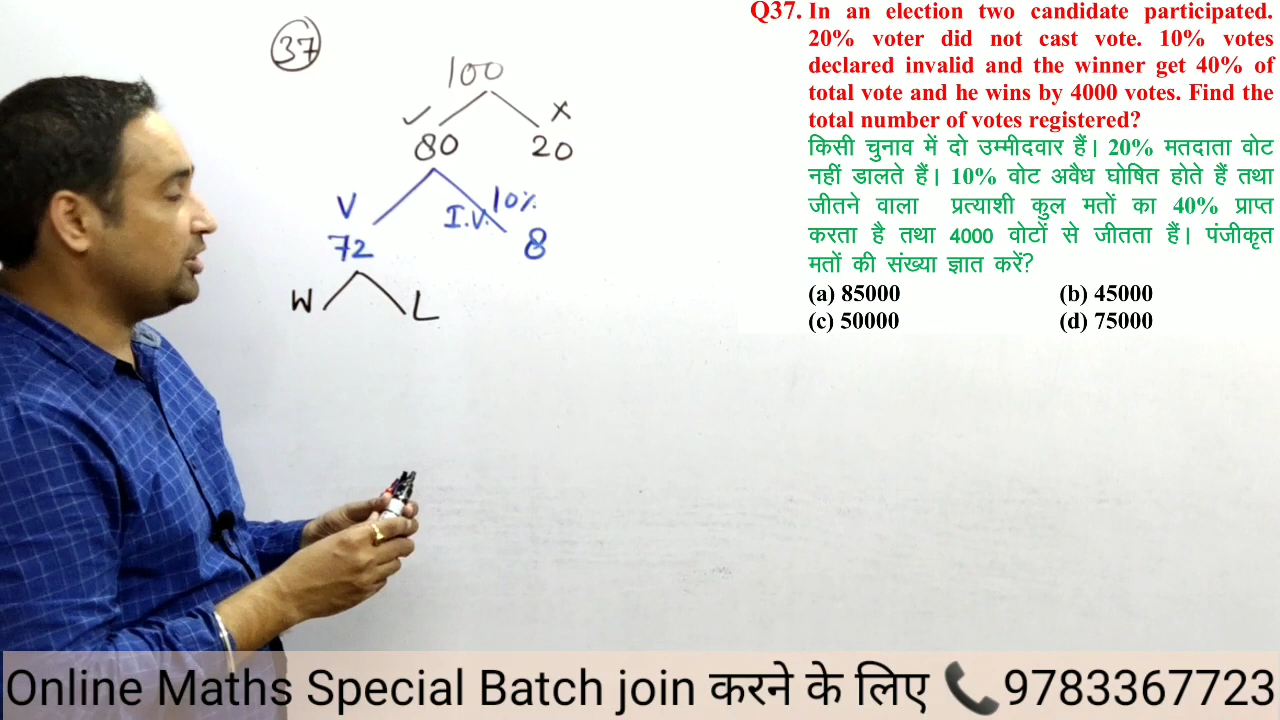 37
100
✓ x
80 20
V I.V. 10%
72 8
W L
Q37. In an election two candidate participated.
20% voter did not cast vote. 10% votes
declared invalid and the winner get 40% of
total vote and he wins by 4000 votes. Find the
total number of votes registered?
किसी चुनाव में दो उम्मीदवार हैं। 20% मतदाता वोट
नहीं डालते हैं। 10% वोट अवैध घोषित होते हैं तथा
जीतने वाला प्रत्याशी कुल मतों का 40% प्राप्त
करता है तथा 4000 वोटों से जीतता हैं। पंजीकृत
मतों की संख्या ज्ञात करें?
(a) 85000 (b) 45000
(c) 50000 (d) 75000
Online Maths Special Batch join करने के लिए 📞9783367723